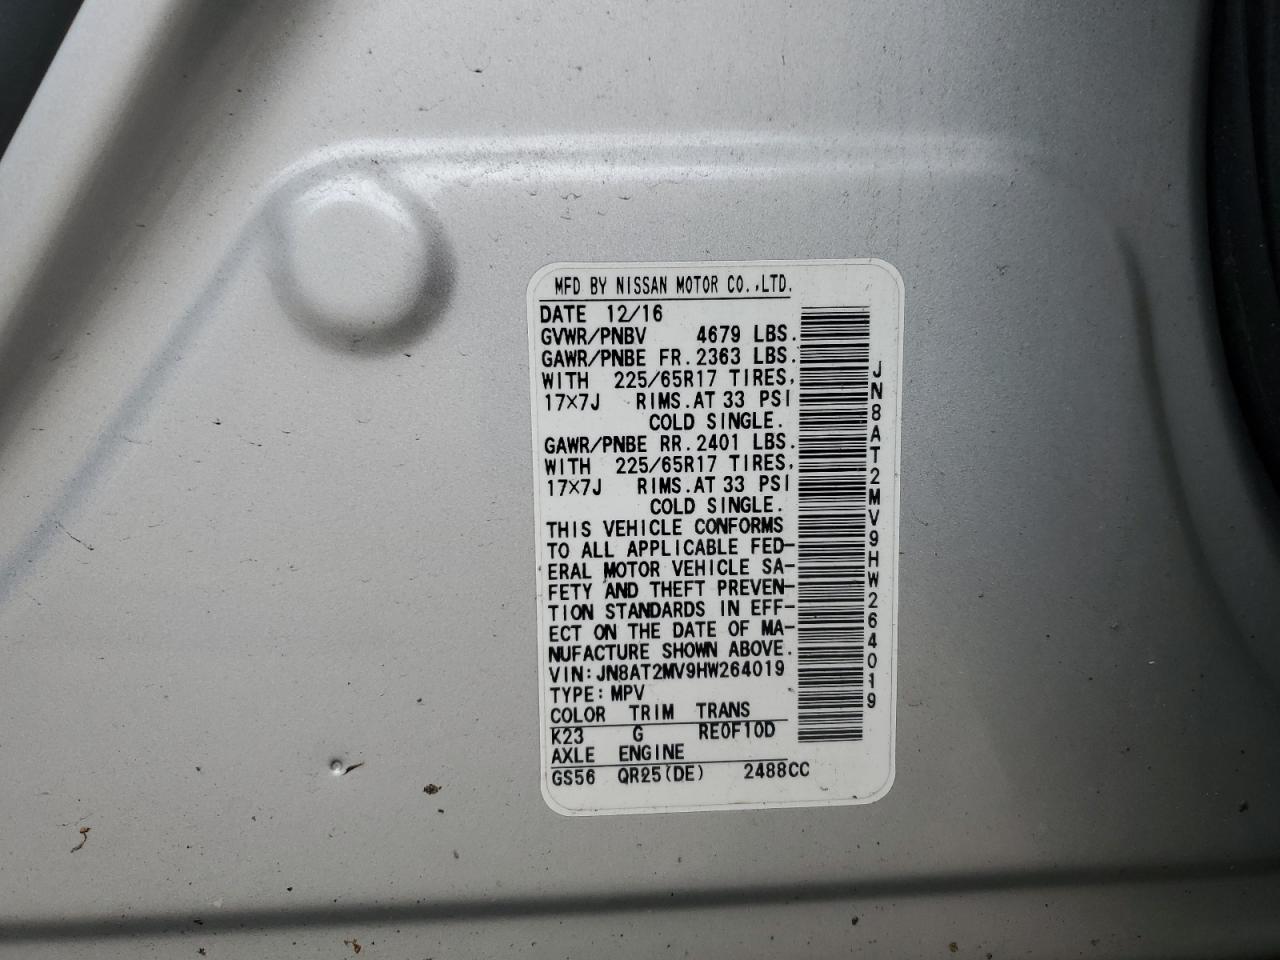 MFD BY NISSAN MOTOR CO.,LTD.
DATE 12/16
GVWR/PNBV 4679 LBS.
GAWR/PNBE FR. 2363 LBS.
WITH 225/65R17 TIRES,
17×7J RIMS.AT 33 PSI
COLD SINGLE.
GAWR/PNBE RR. 2401 LBS.
WITH 225/65R17 TIRES,
17×7J RIMS.AT 33 PSI
COLD SINGLE.
THIS VEHICLE CONFORMS
TO ALL APPLICABLE FED-
ERAL MOTOR VEHICLE SA-
FETY AND THEFT PREVEN-
TION STANDARDS IN EFF-
ECT ON THE DATE OF MA-
NUFACTURE SHOWN ABOVE.
VIN:JN8AT2MV9HW264019
TYPE:MPV
COLOR TRIM TRANS
K23 G RE0F10D
AXLE ENGINE
GS56 QR25(DE) 2488CC
JN8AT2MV9HW264019